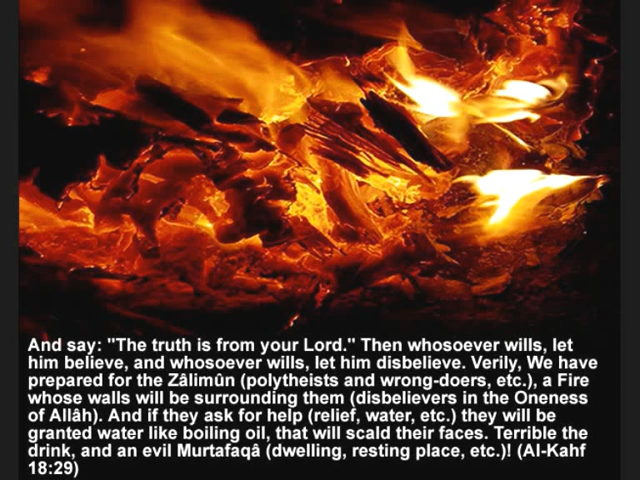 And say: "The truth is from your Lord." Then whosoever wills, let
him believe, and whosoever wills, let him disbelieve. Verily, We have
prepared for the Zâlimûn (polytheists and wrong-doers, etc.), a Fire
whose walls will be surrounding them (disbelievers in the Oneness
of Allâh). And if they ask for help (relief, water, etc.) they will be
granted water like boiling oil, that will scald their faces. Terrible the
drink, and an evil Murtafaqâ (dwelling, resting place, etc.)! (Al-Kahf
18:29)